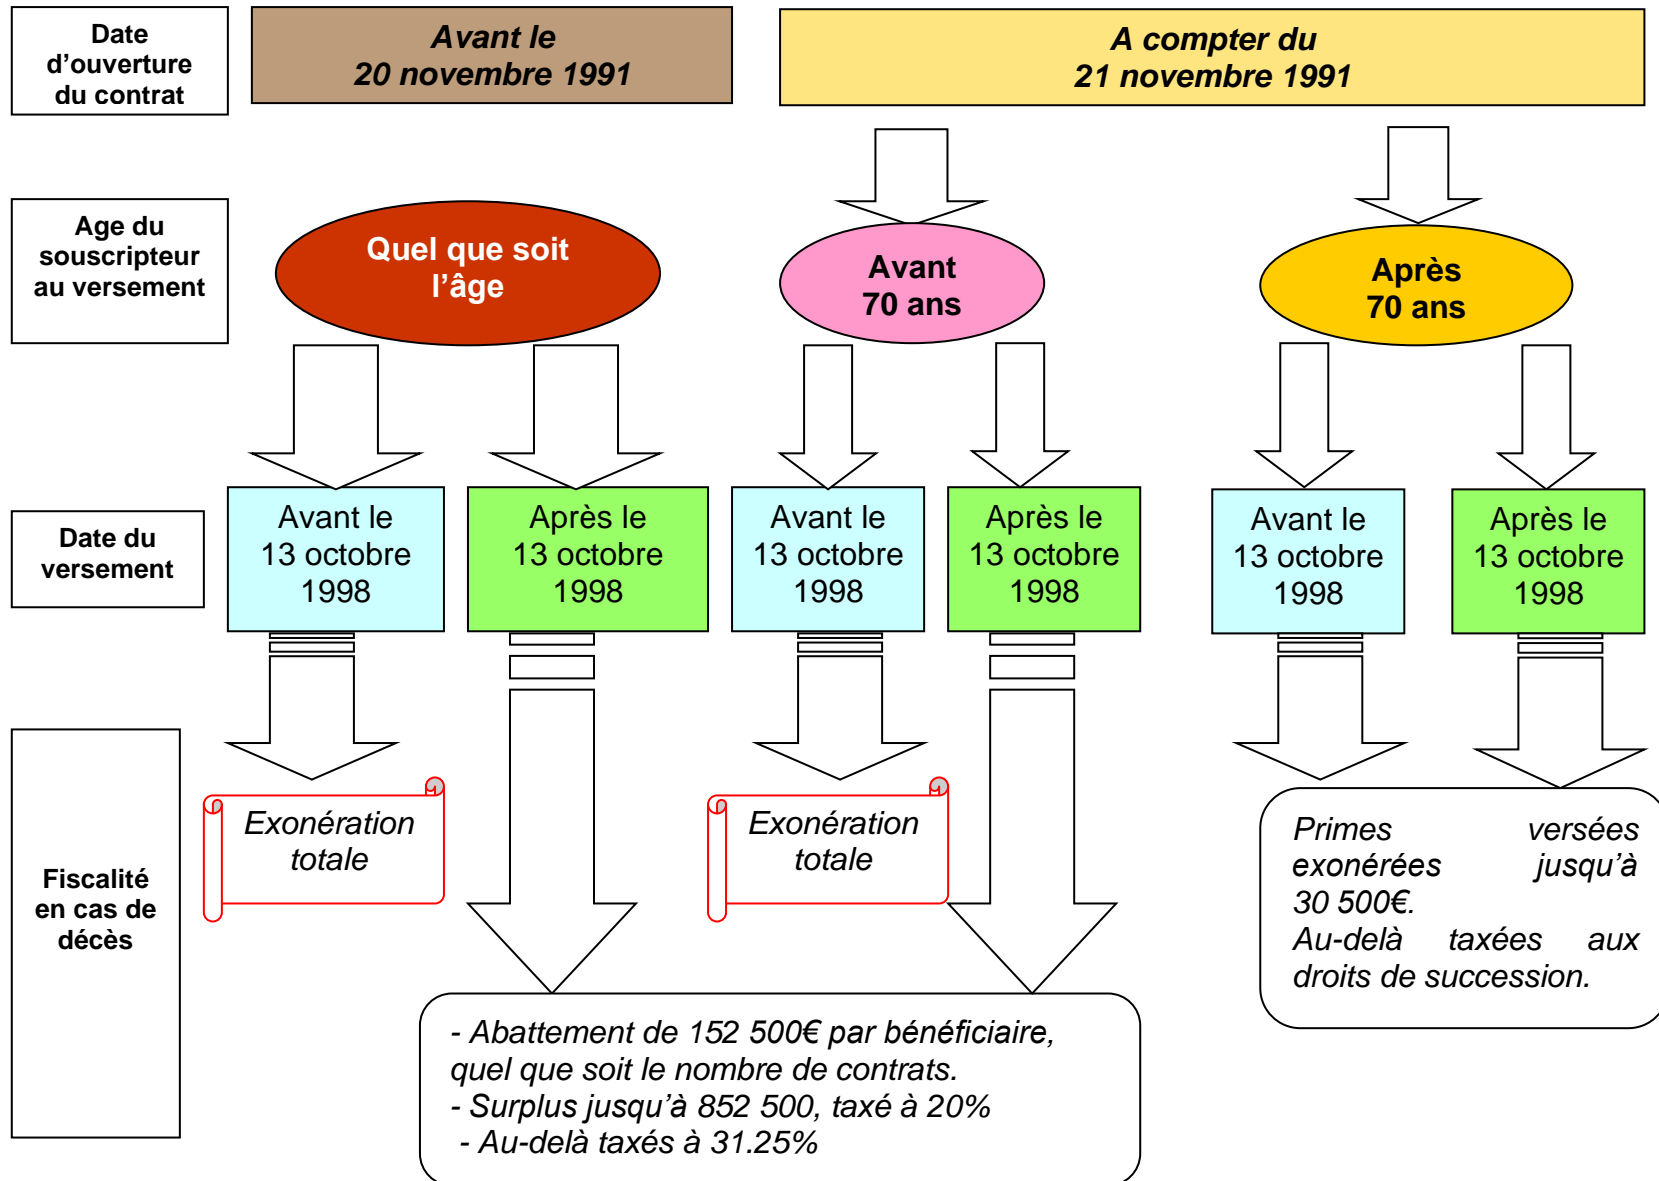 Date
d'ouverture
du contrat
Avant le
20 novembre 1991
A compter du
21 novembre 1991
Age du
souscripteur
au versement
Quel que soit
l'âge
Avant
70 ans
Après
70 ans
Date du
versement
Avant le
13 octobre
1998
Après le
13 octobre
1998
Avant le
13 octobre
1998
Après le
13 octobre
1998
Avant le
13 octobre
1998
Après le
13 octobre
1998
Fiscalité
en cas de
décès
Exonération
totale
Exonération
totale
Primes versées
exonérées jusqu'à
30 500€.
Au-delà taxées aux
droits de succession.
- Abattement de 152 500€ par bénéficiaire,
quel que soit le nombre de contrats.
- Surplus jusqu'à 852 500, taxé à 20%
- Au-delà taxés à 31.25%